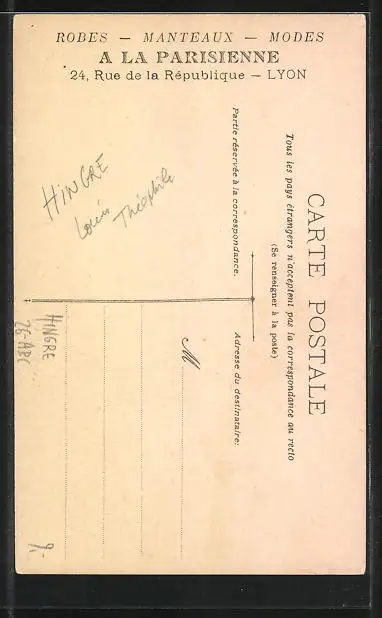 ROBES — MANTEAUX — MODES
A LA PARISIENNE
24, Rue de la République — LYON
CARTE POSTALE
Tous les pays étrangers n'acceptent pas la correspondance au recto
(Se renseigner à la poste)
Partie réservée à la correspondance.
Adresse du destinataire:
M
HINGRE
Louis Théophile
HINGRE
26 ABC
9.-